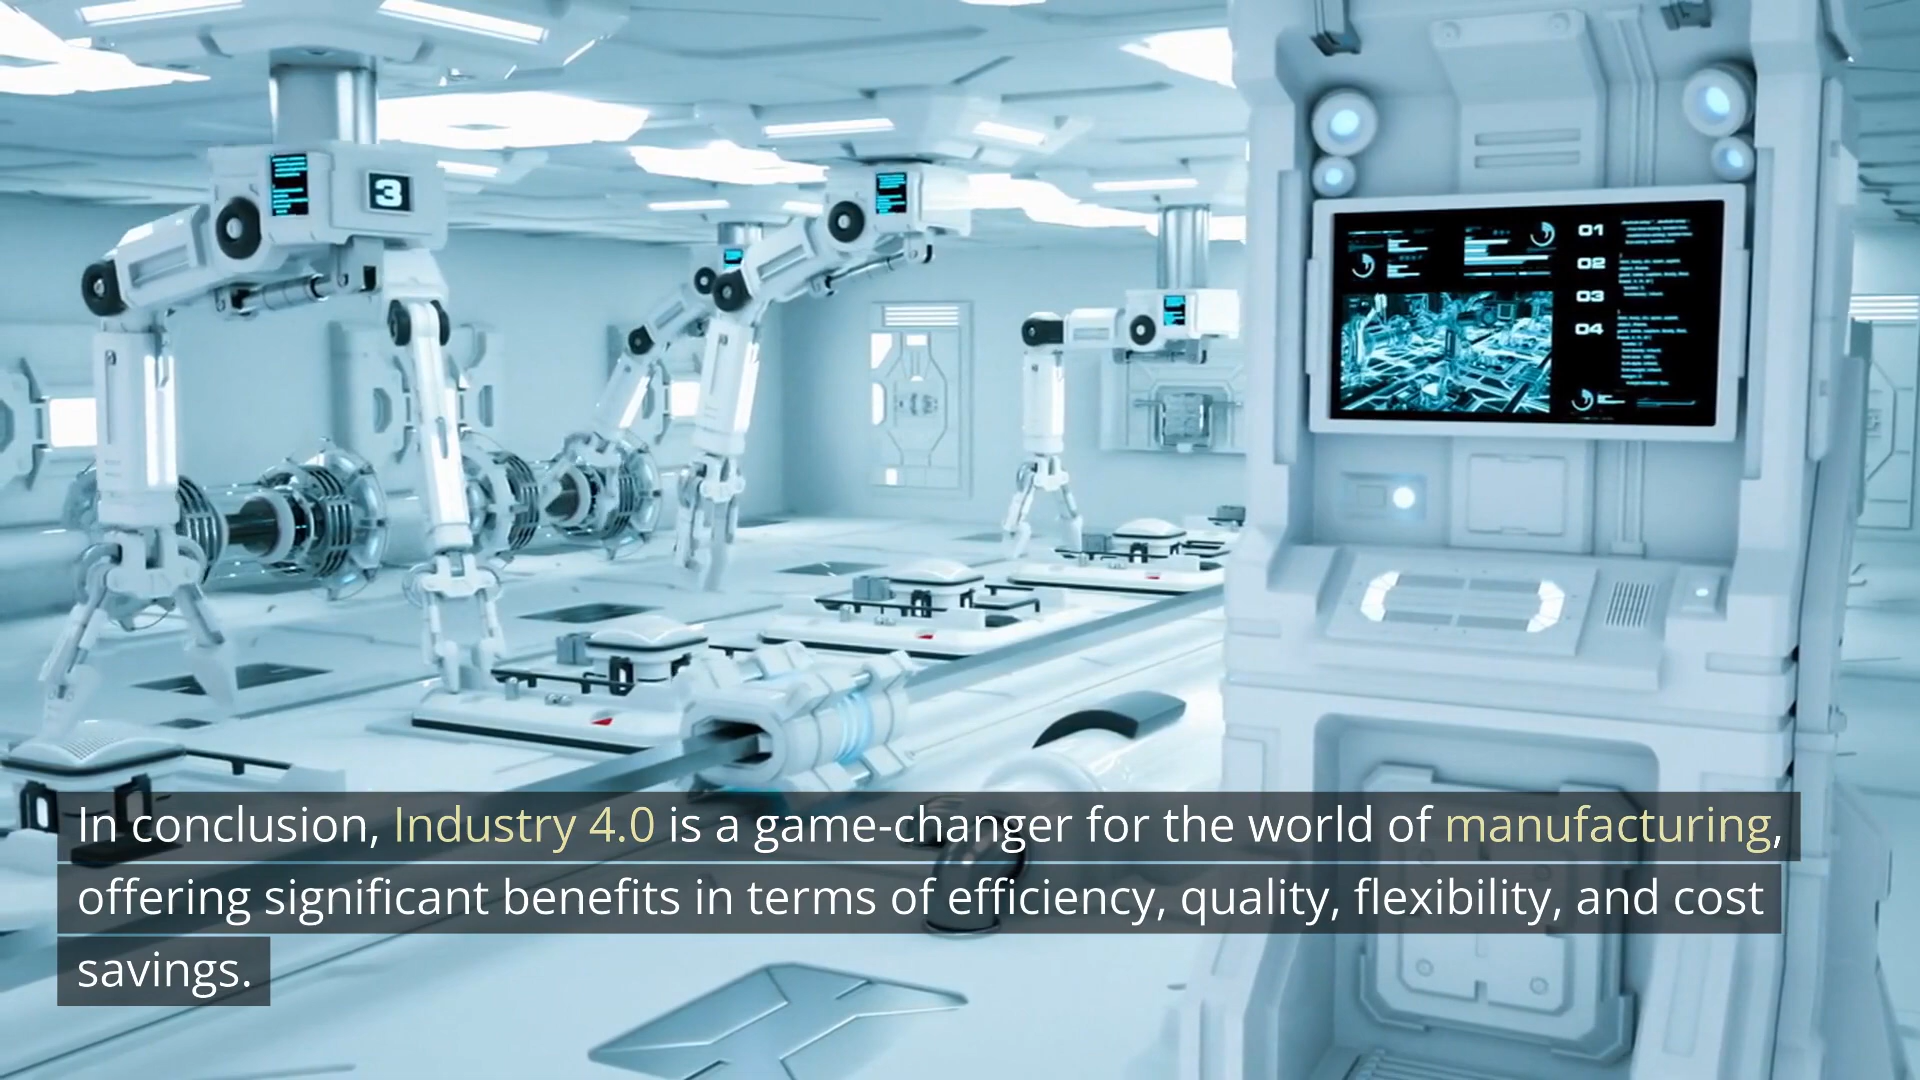 3
01
02
03
04
In conclusion, Industry 4.0 is a game-changer for the world of manufacturing,
offering significant benefits in terms of efficiency, quality, flexibility, and cost
savings.